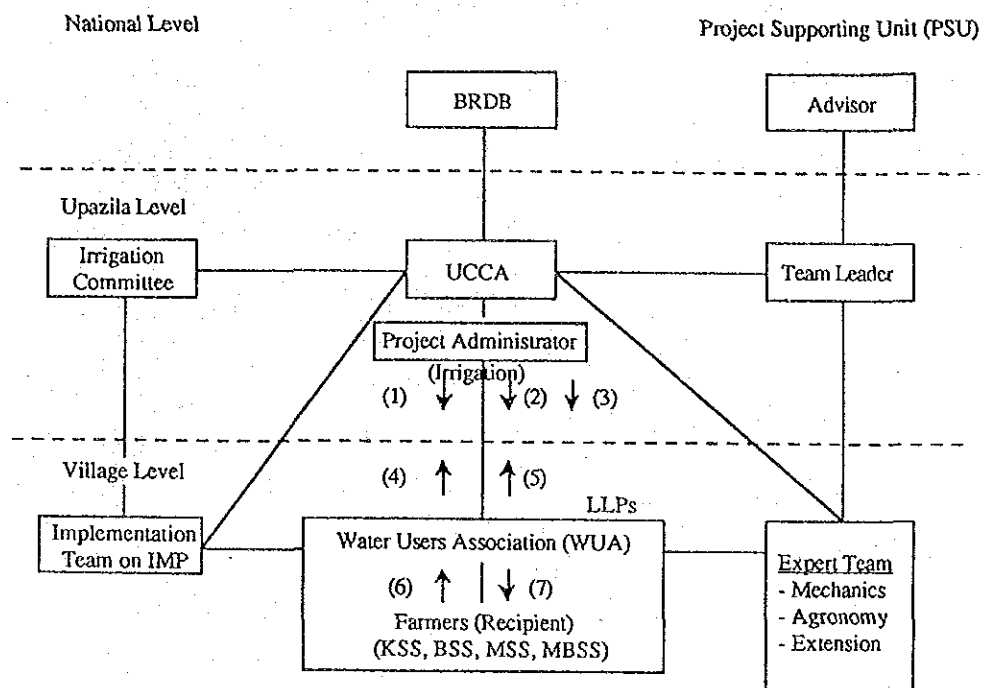 National Level
Project Supporting Unit (PSU)
BRDB
Advisor
Upazila Level
Irrigation
Committee
UCCA
Team Leader
Project Administrator
(Irrigation)
(1)
(2)
(3)
Village Level
(4)
(5)
LLPs
Implementation
Team on IMP
Water Users Association (WUA)
(6)
(7)
Farmers (Recipient)
(KSS, BSS, MSS, MBSS)
Expert Team
- Mechanics
- Agronomy
- Extension